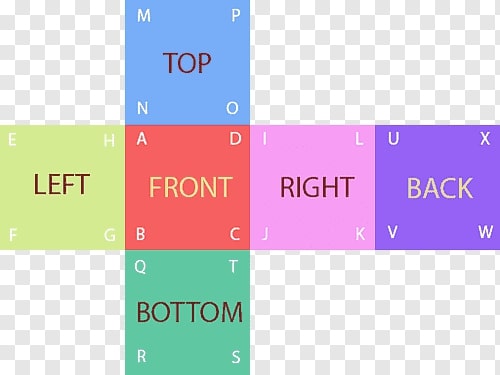 M P
TOP
N O
E H A D I L U X
LEFT FRONT RIGHT BACK
F G B C J K V W
Q T
BOTTOM
R S